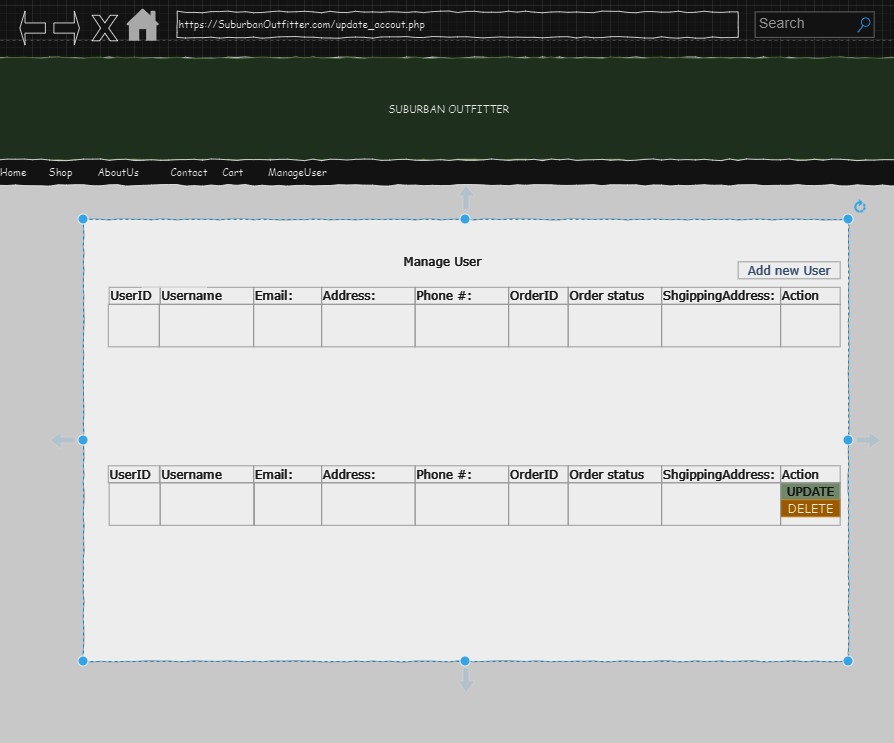 https://SuburbanOutfitter.com/update_accout.php Search
SUBURBAN OUTFITTER
Home Shop AboutUs Contact Cart ManageUser
Manage User
Add new User
UserID Username Email: Address: Phone #: OrderID Order status ShgippingAddress: Action
UserID Username Email: Address: Phone #: OrderID Order status ShgippingAddress: Action
UPDATE
DELETE